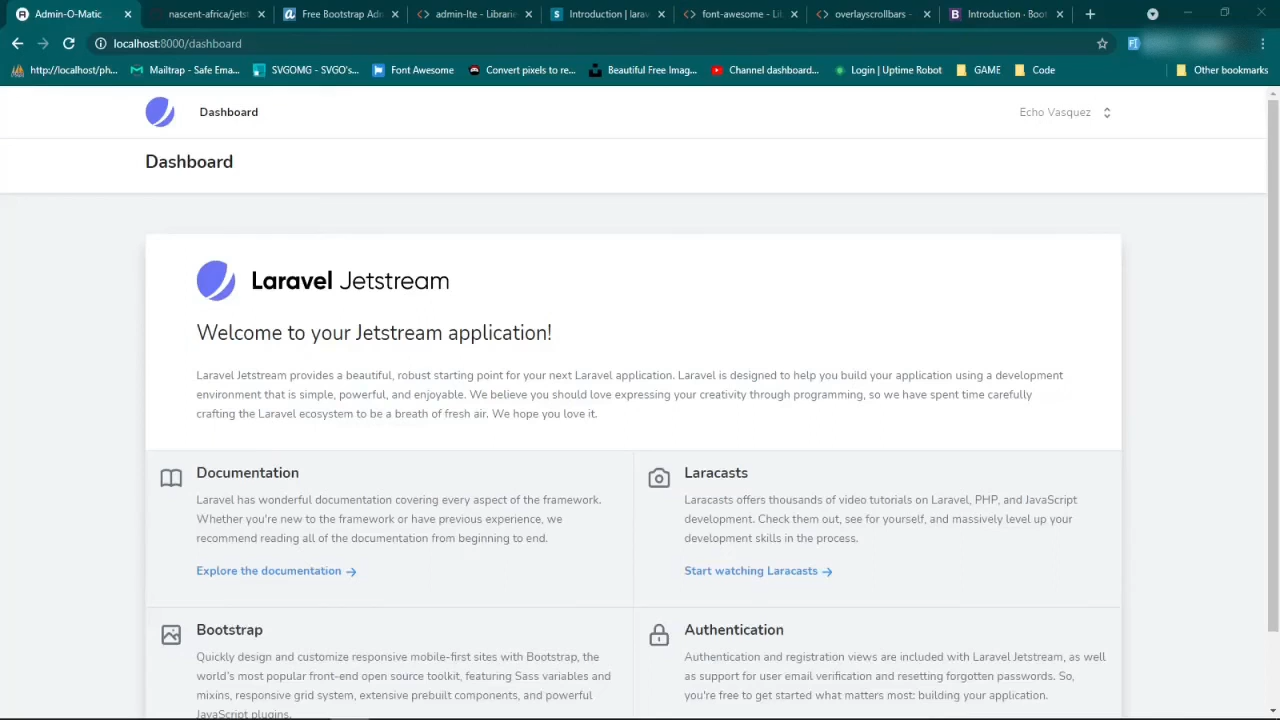 Admin-O-Matic
nascent-africa/jets
Free Bootstrap Adm
admin-lte - Librarie
Introduction | larav
font-awesome - Lib
overlayscrollbars -
Introduction · Boot
localhost:8000/dashboard
http://localhost/ph...
Mailtrap - Safe Ema...
SVGOMG - SVGO's...
Font Awesome
Convert pixels to re...
Beautiful Free Imag...
Channel dashboard...
Login | Uptime Robot
GAME
Code
Other bookmarks
Dashboard
Echo Vasquez
Dashboard
Laravel Jetstream
Welcome to your Jetstream application!
Laravel Jetstream provides a beautiful, robust starting point for your next Laravel application. Laravel is designed to help you build your application using a development
environment that is simple, powerful, and enjoyable. We believe you should love expressing your creativity through programming, so we have spent time carefully
crafting the Laravel ecosystem to be a breath of fresh air. We hope you love it.
Documentation
Laravel has wonderful documentation covering every aspect of the framework.
Whether you're new to the framework or have previous experience, we
recommend reading all of the documentation from beginning to end.
Explore the documentation →
Laracasts
Laracasts offers thousands of video tutorials on Laravel, PHP, and JavaScript
development. Check them out, see for yourself, and massively level up your
development skills in the process.
Start watching Laracasts →
Bootstrap
Quickly design and customize responsive mobile-first sites with Bootstrap, the
world's most popular front-end open source toolkit, featuring Sass variables and
mixins, responsive grid system, extensive prebuilt components, and powerful
JavaScript plugins.
Authentication
Authentication and registration views are included with Laravel Jetstream, as well
as support for user email verification and resetting forgotten passwords. So,
you're free to get started what matters most: building your application.